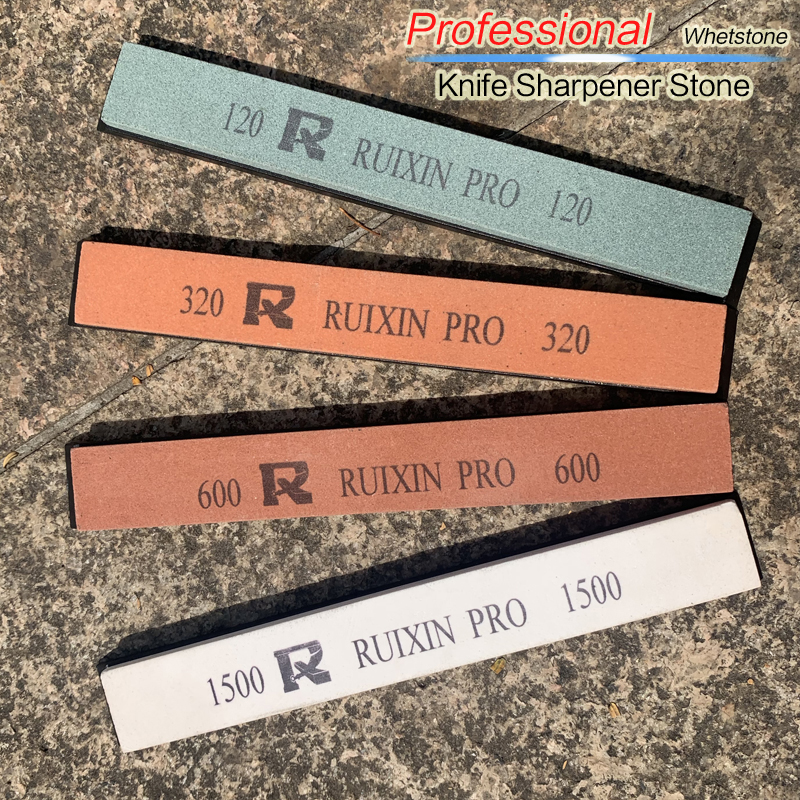 Professional Whetstone
Knife Sharpener Stone
120 R RUIXIN PRO 120
320 R RUIXIN PRO 320
600 R RUIXIN PRO 600
1500 R RUIXIN PRO 1500